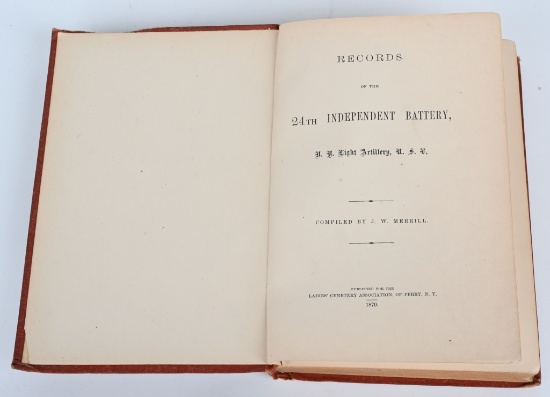 RECORDS
OF THE
24TH INDEPENDENT BATTERY,
N. Y. Light Artillery, U. S. V.
COMPILED BY J. W. MERRILL.
PUBLISHED FOR THE
LADIES' CEMETERY ASSOCIATION, OF PERRY, N. Y.
1870.